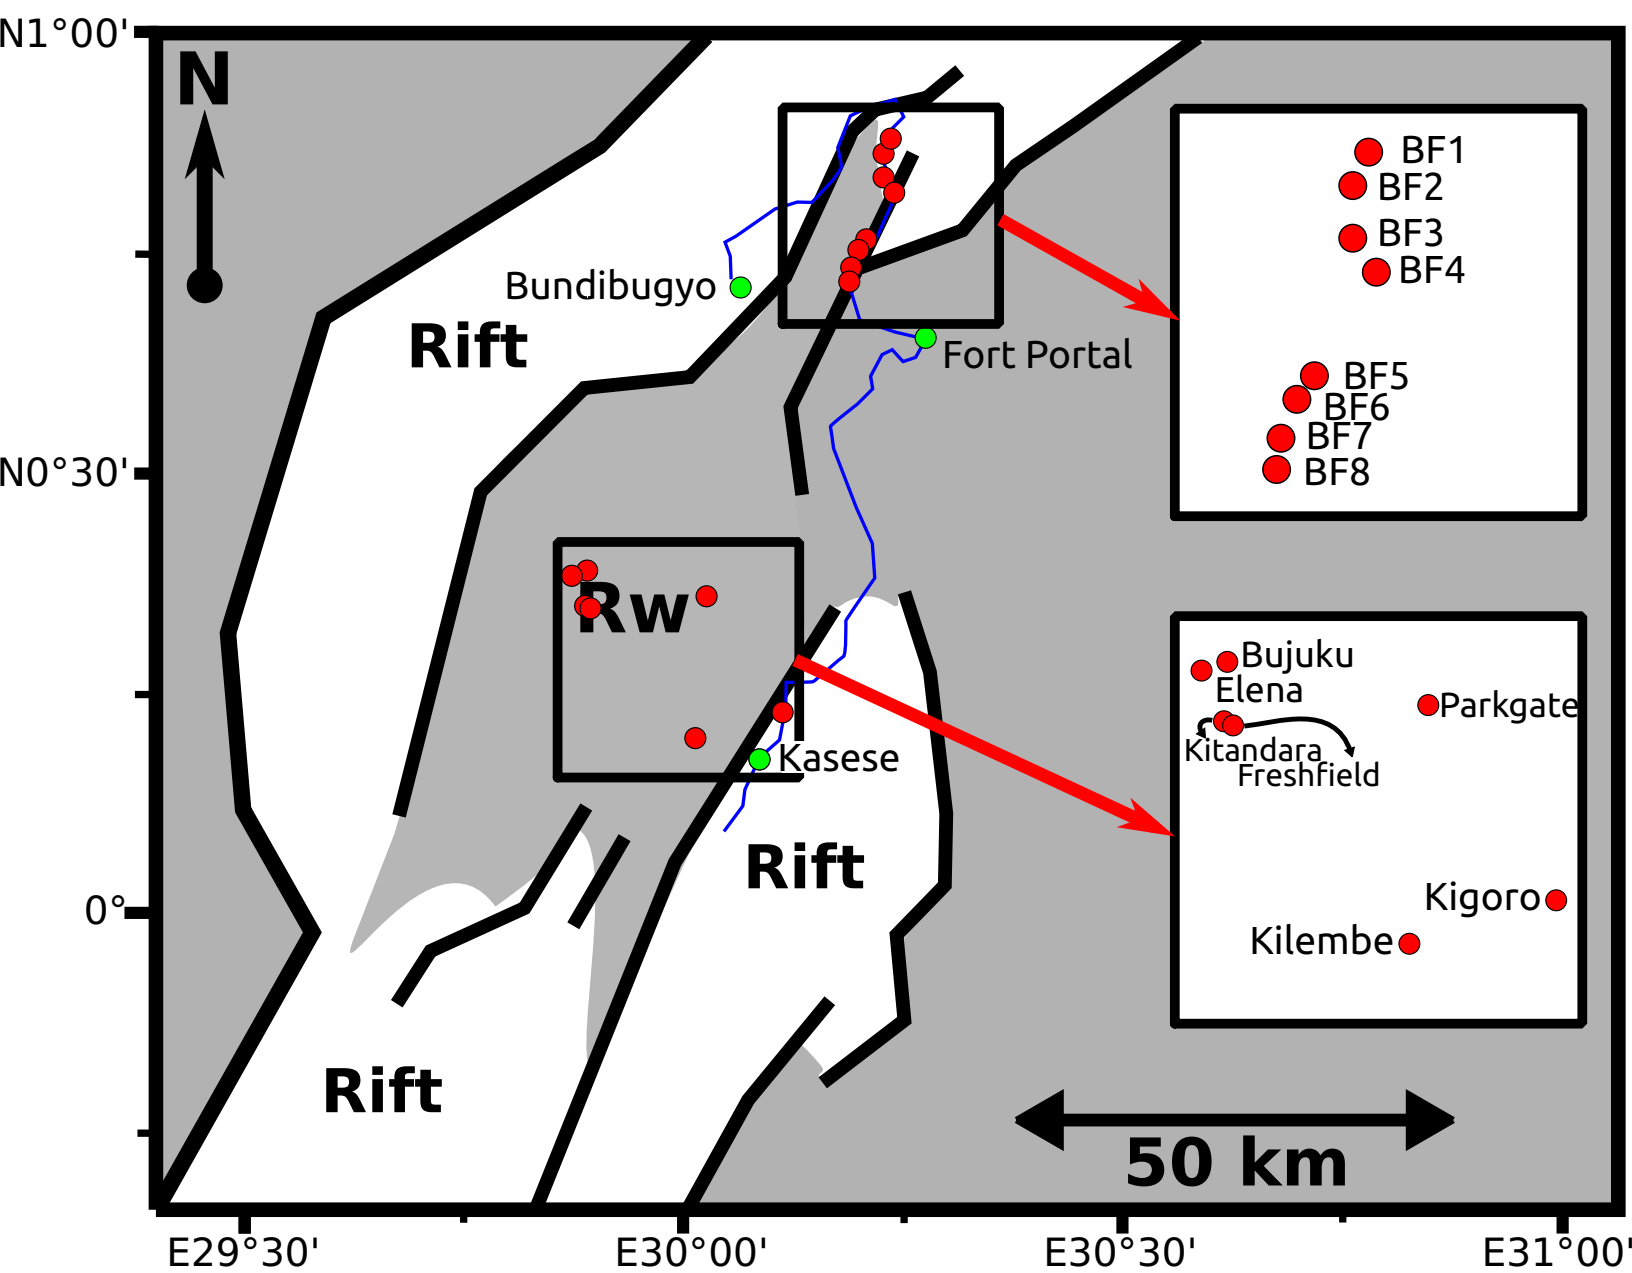 N1°00'
N
BF1
BF2
BF3
BF4
Bundibugyo
Rift
Fort Portal
BF5
BF6
BF7
BF8
N0°30'
Rw
Bujuku
Elena
Parkgate
Kitandara
Freshfield
Kasese
Rift
Kigoro
0°
Kilembe
Rift
50 km
E29°30'
E30°00'
E30°30'
E31°00'